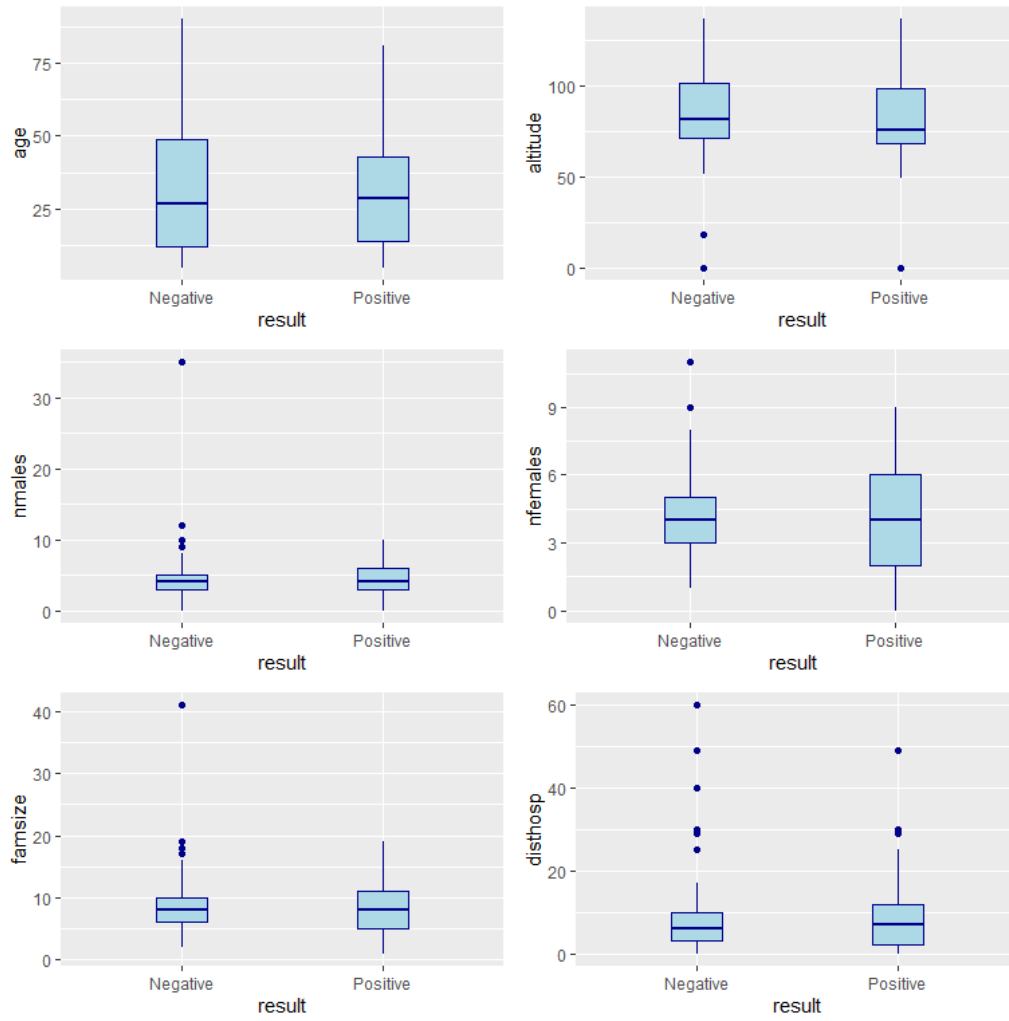 age
75
50
25
Negative Positive
result
altitude
100
50
0
Negative Positive
result
nmales
30
20
10
0
Negative Positive
result
nfemales
9
6
3
0
Negative Positive
result
famsize
40
30
20
10
0
Negative Positive
result
disthosp
60
40
20
0
Negative Positive
result